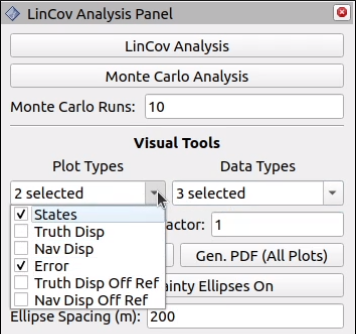 LinCov Analysis Panel
LinCov Analysis
Monte Carlo Analysis
Monte Carlo Runs: 10
Visual Tools
Plot Types Data Types
2 selected 3 selected
States
Truth Disp actor: 1
Nav Disp Gen. PDF (All Plots)
Error
Truth Disp Off Ref inty Ellipses On
Nav Disp Off Ref
Ellipse Spacing (m): 200